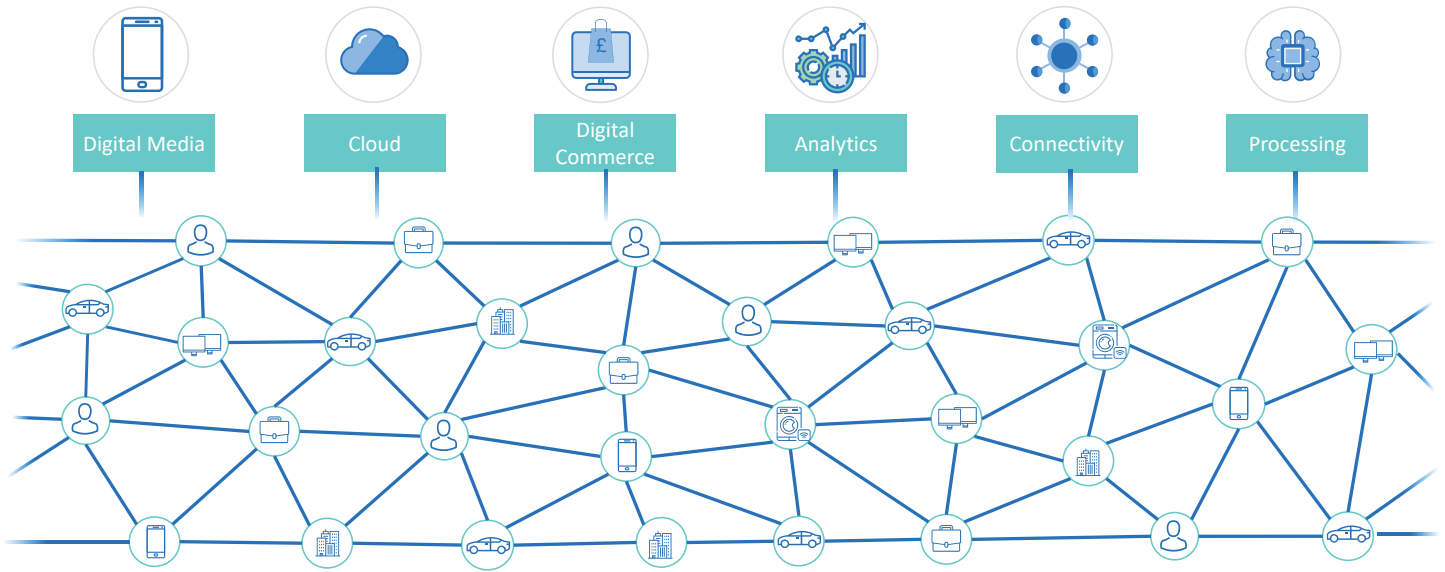 £
Digital Media
Cloud
Digital
Commerce
Analytics
Connectivity
Processing